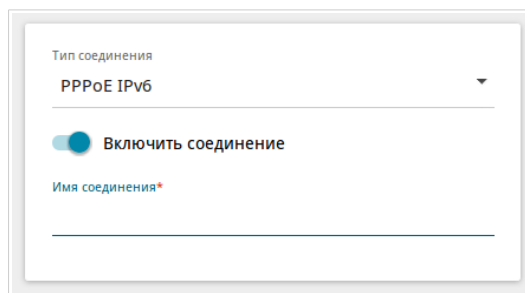 Тип соединения
PPPoE IPv6
Включить соединение
Имя соединения*